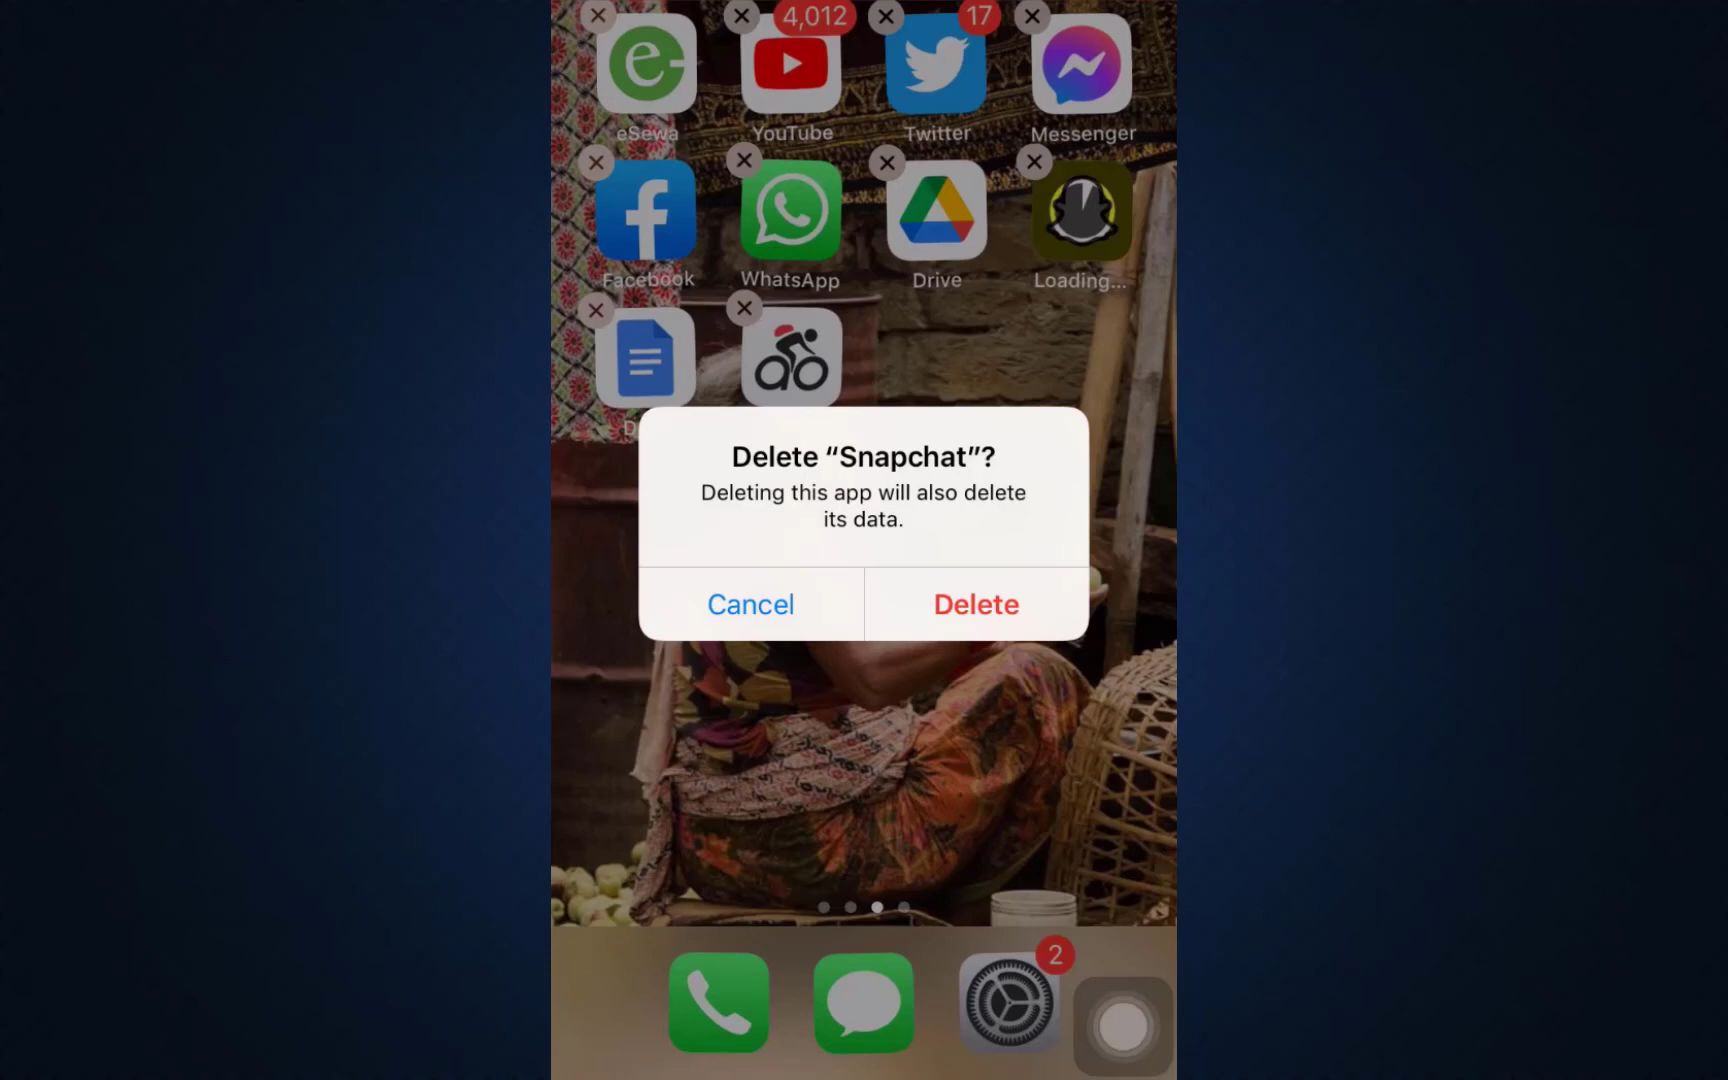 4,012
17
eSewa
YouTube
Twitter
Messenger
Facebook
WhatsApp
Drive
Loading...
Delete “Snapchat”?
Deleting this app will also delete
its data.
Cancel
Delete
2